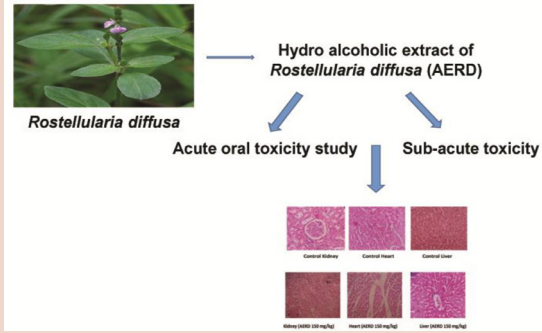 Hydro alcoholic extract of
Rostellularia diffusa (AERD)
Rostellularia diffusa
Acute oral toxicity study
Sub-acute toxicity
Control Kidney
Control Heart
Control Liver
Kidney (AERD 150 mg/kg)
Heart (AERD 150 mg/kg)
Liver (AERD 150 mg/kg)